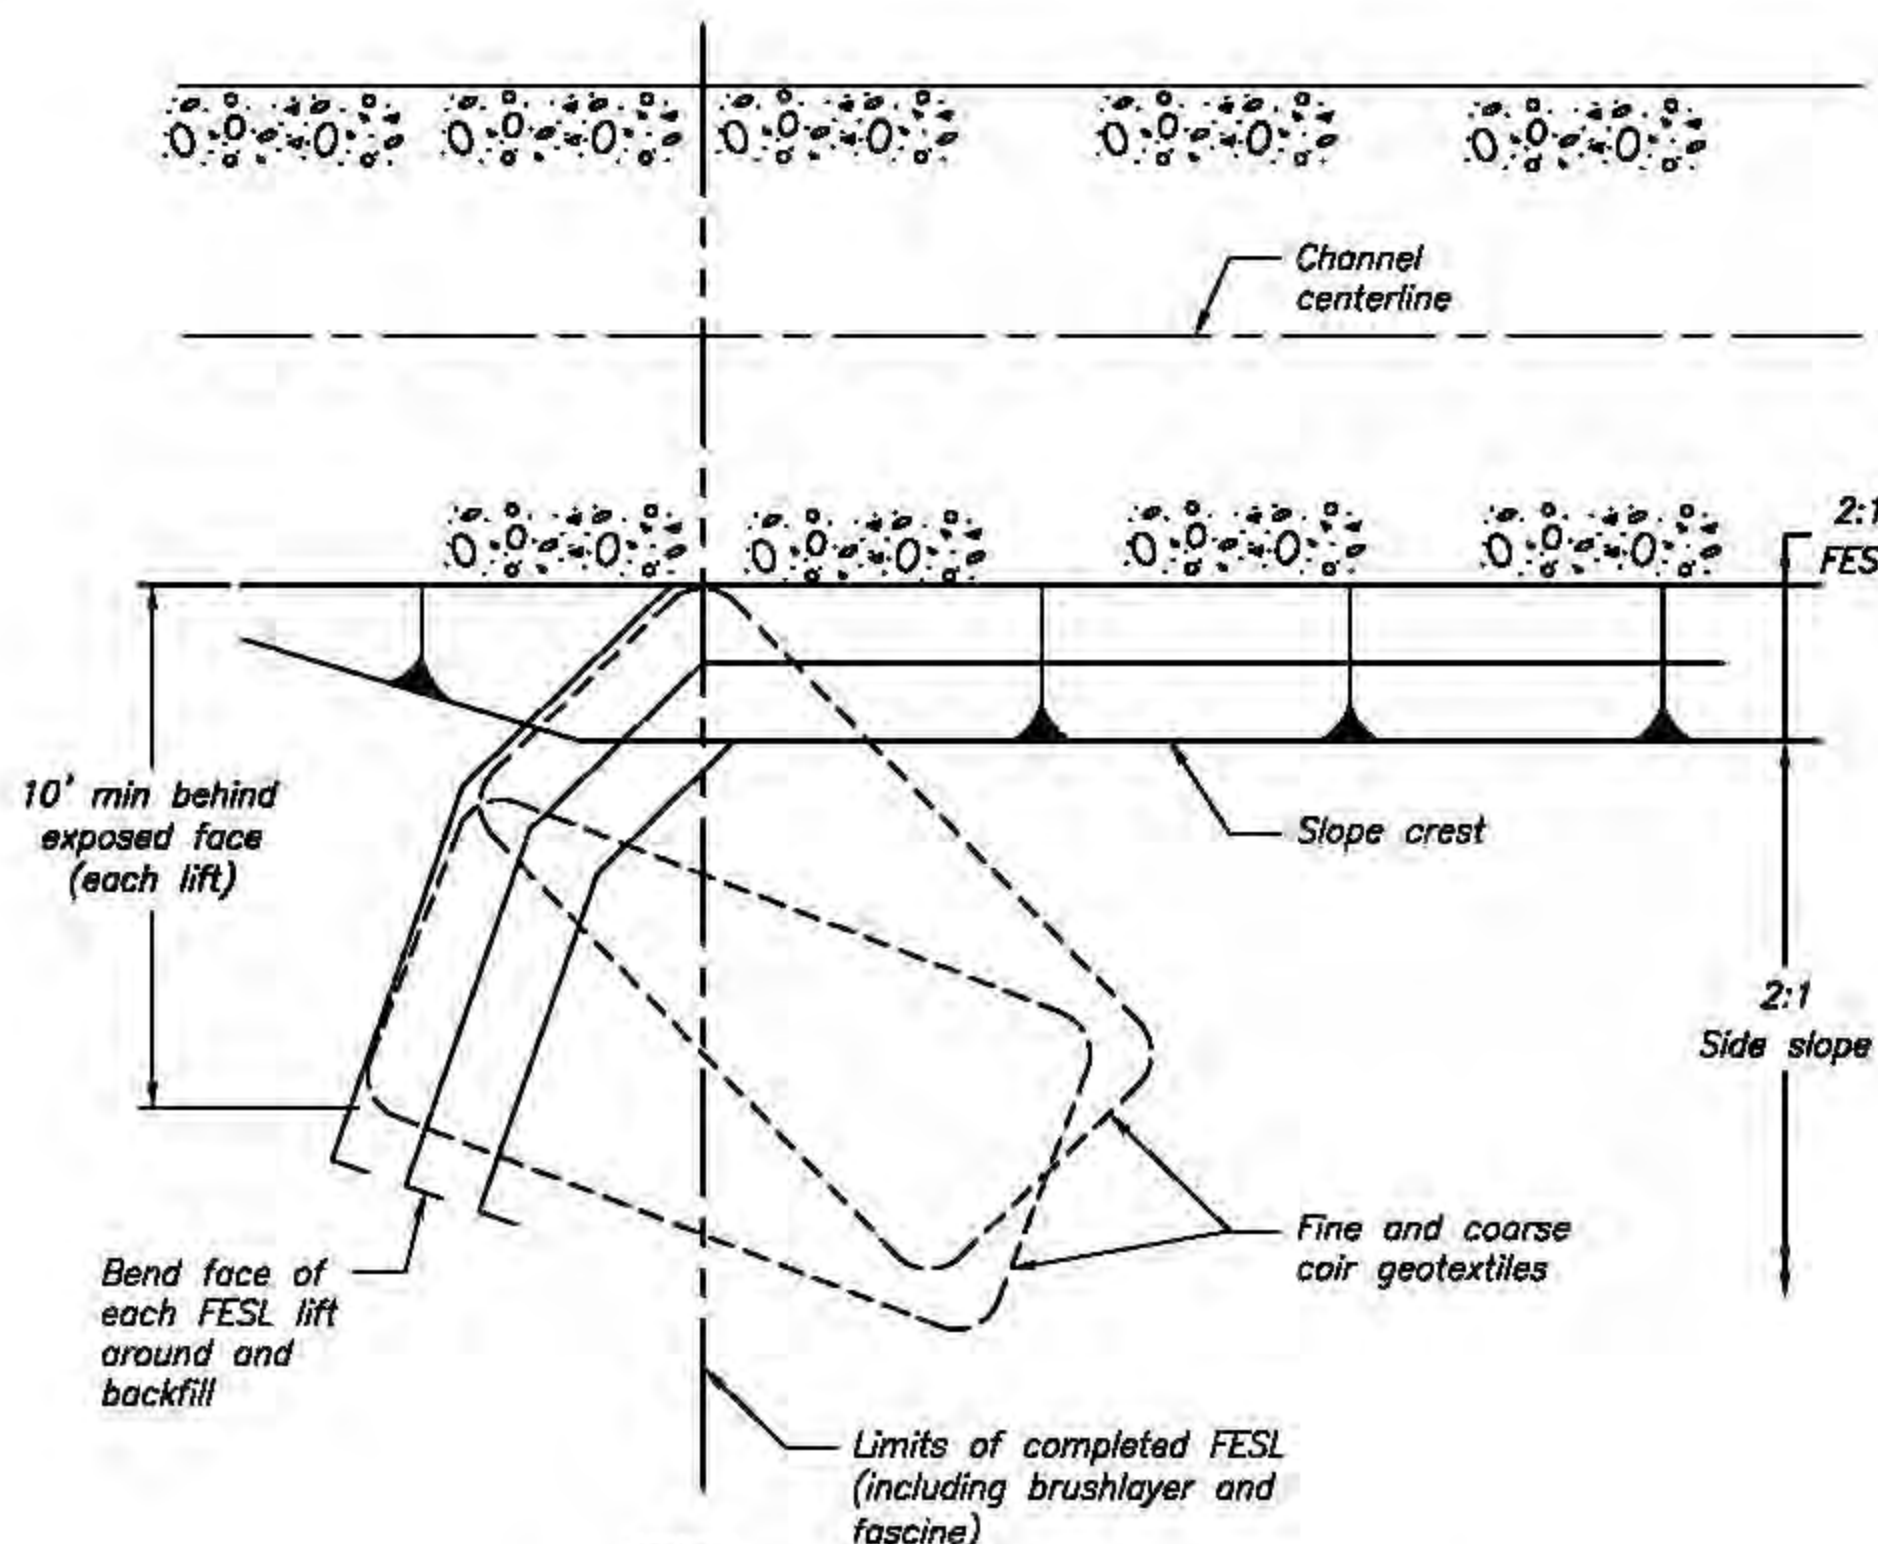 Channel
centerline
2:1
FES
10' min behind
exposed face
(each lift)
Slope crest
2:1
Side slope
Bend face of
each FESL lift
around and
backfill
Fine and coarse
coir geotextiles
Limits of completed FESL
(including brushlayer and
fascine)